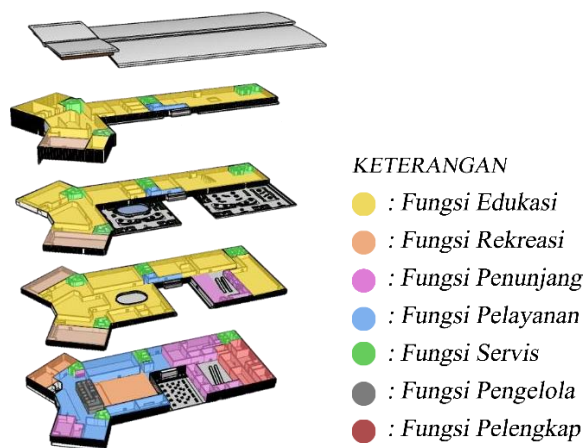 KETERANGAN
: Fungsi Edukasi
: Fungsi Rekreasi
: Fungsi Penunjang
: Fungsi Pelayanan
: Fungsi Servis
: Fungsi Pengelola
: Fungsi Pelengkap